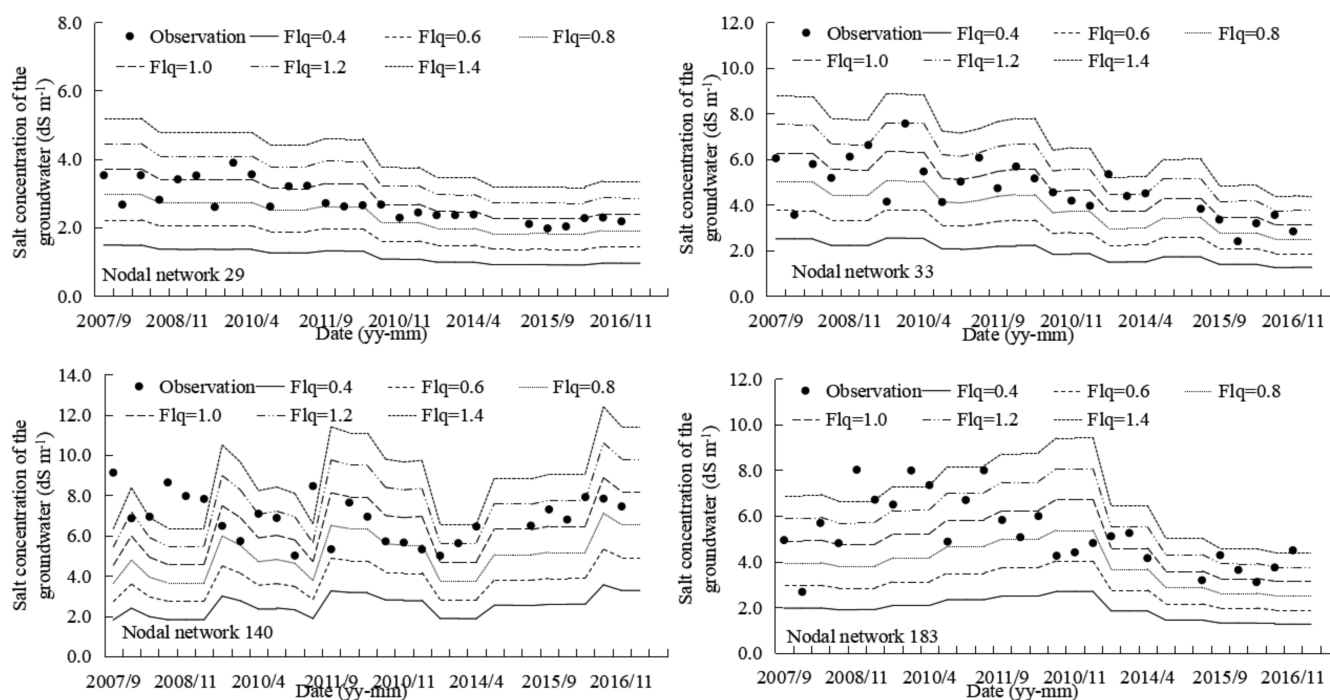 Salt concentration of the
groundwater (dS m-1)
8.0
6.0
4.0
2.0
0.0
Observation Flq=0.4 Flq=0.6 Flq=0.8
Flq=1.0 Flq=1.2 Flq=1.4
Nodal network 29
2007/9 2008/11 2010/4 2011/9 2010/11 2014/4 2015/9 2016/11
Date (yy-mm)
Salt concentration of the
groundwater (dS m-1)
12.0
10.0
8.0
6.0
4.0
2.0
0.0
Observation Flq=0.4 Flq=0.6 Flq=0.8
Flq=1.0 Flq=1.2 Flq=1.4
Nodal network 33
2007/9 2008/11 2010/4 2011/9 2010/11 2014/4 2015/9 2016/11
Date (yy-mm)
Salt concentration of the
groundwater (dS m-1)
14.0
12.0
10.0
8.0
6.0
4.0
2.0
0.0
Observation Flq=0.4 Flq=0.6 Flq=0.8
Flq=1.0 Flq=1.2 Flq=1.4
Nodal network 140
2007/9 2008/11 2010/4 2011/9 2010/11 2014/4 2015/9 2016/11
Date (yy-mm)
Salt concentration of the
groundwater (dS m-1)
12.0
10.0
8.0
6.0
4.0
2.0
0.0
Observation Flq=0.4 Flq=0.6 Flq=0.8
Flq=1.0 Flq=1.2 Flq=1.4
Nodal network 183
2007/9 2008/11 2010/4 2011/9 2010/11 2014/4 2015/9 2016/11
Date (yy-mm)